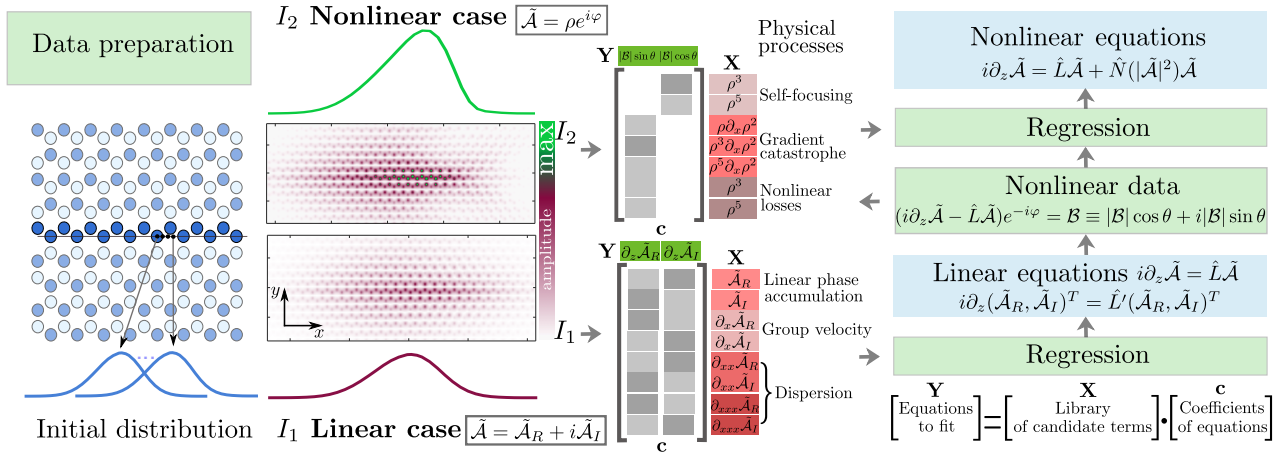 Data preparation
Initial distribution
I₂ Nonlinear case
𝒜̃ = ρe^{iφ}
max
amplitude
I₂
I₁
y
x
I₁ Linear case
𝒜̃ = 𝒜̃_R + i𝒜̃_I
Physical
processes
Y |ℬ| sin θ |ℬ| cos θ X
ρ³
ρ⁵
Self-focusing
ρ∂ₓρ²
ρ³∂ₓρ²
ρ⁵∂ₓρ²
Gradient
catastrophe
ρ³
ρ⁵
Nonlinear
losses
c
Y ∂_z𝒜̃_R ∂_z𝒜̃_I X
𝒜̃_R
𝒜̃_I
Linear phase
accumulation
∂ₓ𝒜̃_R
∂ₓ𝒜̃_I
Group velocity
∂ₓₓ𝒜̃_R
∂ₓₓ𝒜̃_I
∂ₓₓₓ𝒜̃_R
∂ₓₓₓ𝒜̃_I
Dispersion
c
Nonlinear equations
i∂_z𝒜̃ = L̂𝒜̃ + N̂(|𝒜̃|²)𝒜̃
Regression
Nonlinear data
(i∂_z𝒜̃ − L̂𝒜̃)e^{−iφ} = ℬ ≡ |ℬ| cos θ + i|ℬ| sin θ
Linear equations i∂_z𝒜̃ = L̂𝒜̃
i∂_z(𝒜̃_R, 𝒜̃_I)^T = L̂′(𝒜̃_R, 𝒜̃_I)^T
Regression
Y X c
[Equations to fit] = [Library of candidate terms] • [Coefficients of equations]